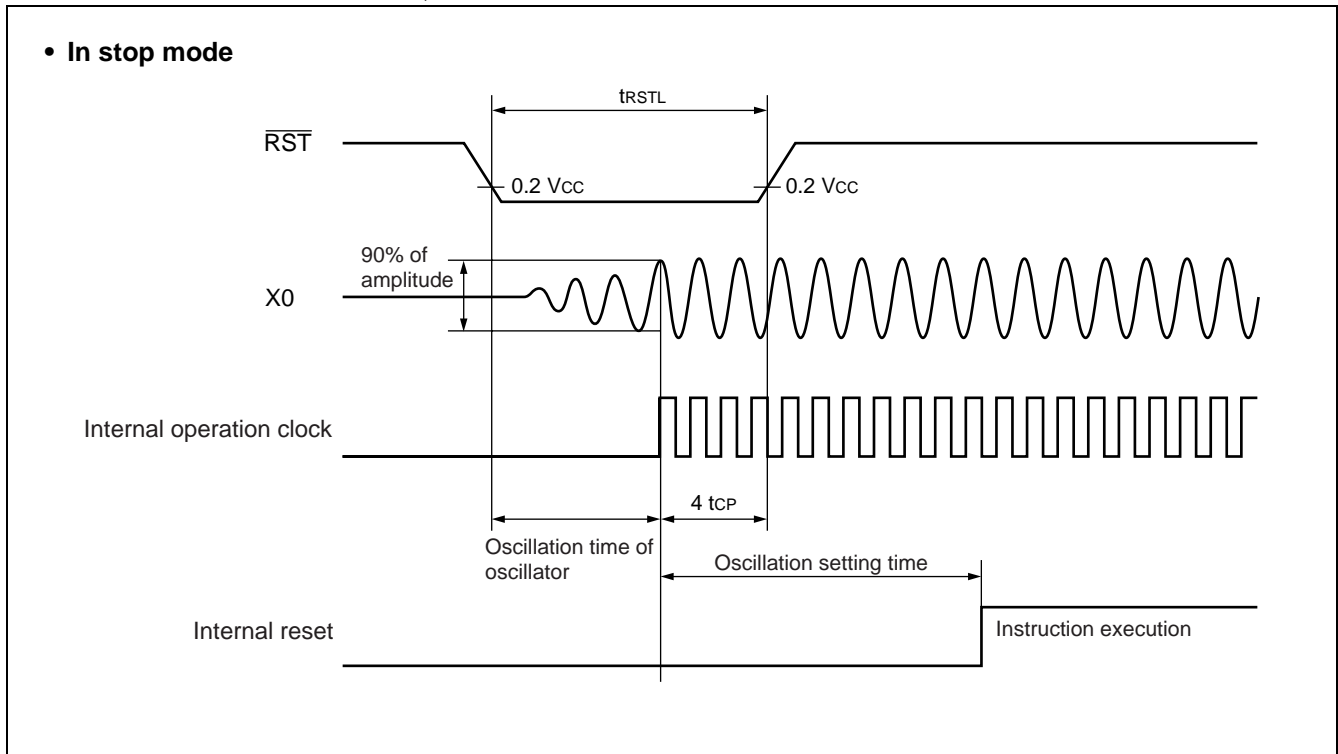 • In stop mode
tRSTL
RST
0.2 VCC
0.2 VCC
90% of
amplitude
X0
Internal operation clock
4 tCP
Oscillation time of
oscillator
Oscillation setting time
Internal reset
Instruction execution